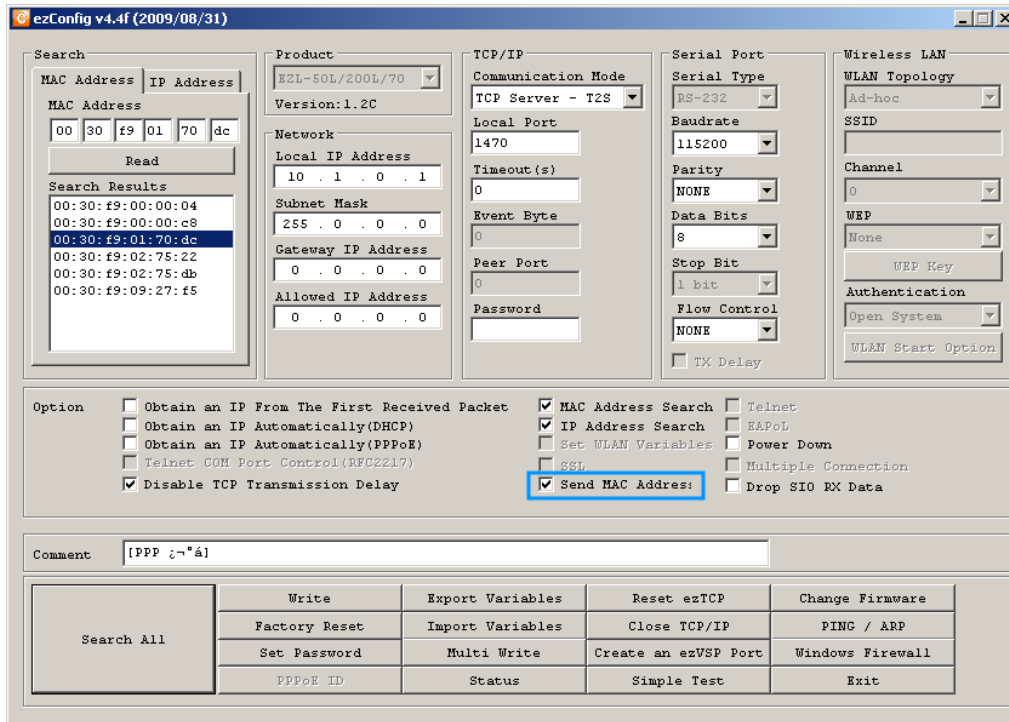 ezConfig v4.4f (2009/08/31)
Search
MAC Address
IP Address
MAC Address
00 30 f9 01 70 dc
Read
Search Results
00:30:f9:00:00:04
00:30:f9:00:00:c8
00:30:f9:01:70:dc
00:30:f9:02:75:22
00:30:f9:02:75:db
00:30:f9:09:27:f5
Product
EZL-50L/200L/70
Version:1.2C
Network
Local IP Address
10 . 1 . 0 . 1
Subnet Mask
255 . 0 . 0 . 0
Gateway IP Address
0 . 0 . 0 . 0
Allowed IP Address
0 . 0 . 0 . 0
TCP/IP
Communication Mode
TCP Server - T2S
Local Port
1470
Timeout(s)
0
Event Byte
0
Peer Port
0
Password
Serial Port
Serial Type
RS-232
Baudrate
115200
Parity
NONE
Data Bits
8
Stop Bit
1 bit
Flow Control
NONE
TX Delay
Wireless LAN
WLAN Topology
Ad-hoc
SSID
Channel
0
WEP
None
WEP Key
Authentication
Open System
WLAN Start Option
Option
Obtain an IP From The First Received Packet
Obtain an IP Automatically(DHCP)
Obtain an IP Automatically(PPPoE)
Telnet COM Port Control(RFC2217)
Disable TCP Transmission Delay
MAC Address Search
IP Address Search
Set WLAN Variables
SSL
Send MAC Address
Telnet
EAPoL
Power Down
Multiple Connection
Drop SIO RX Data
Comment
[PPP ¿¬°á]
Search All
Write
Export Variables
Reset ezTCP
Change Firmware
Factory Reset
Import Variables
Close TCP/IP
PING / ARP
Set Password
Multi Write
Create an ezVSP Port
Windows Firewall
PPPoE ID
Status
Simple Test
Exit